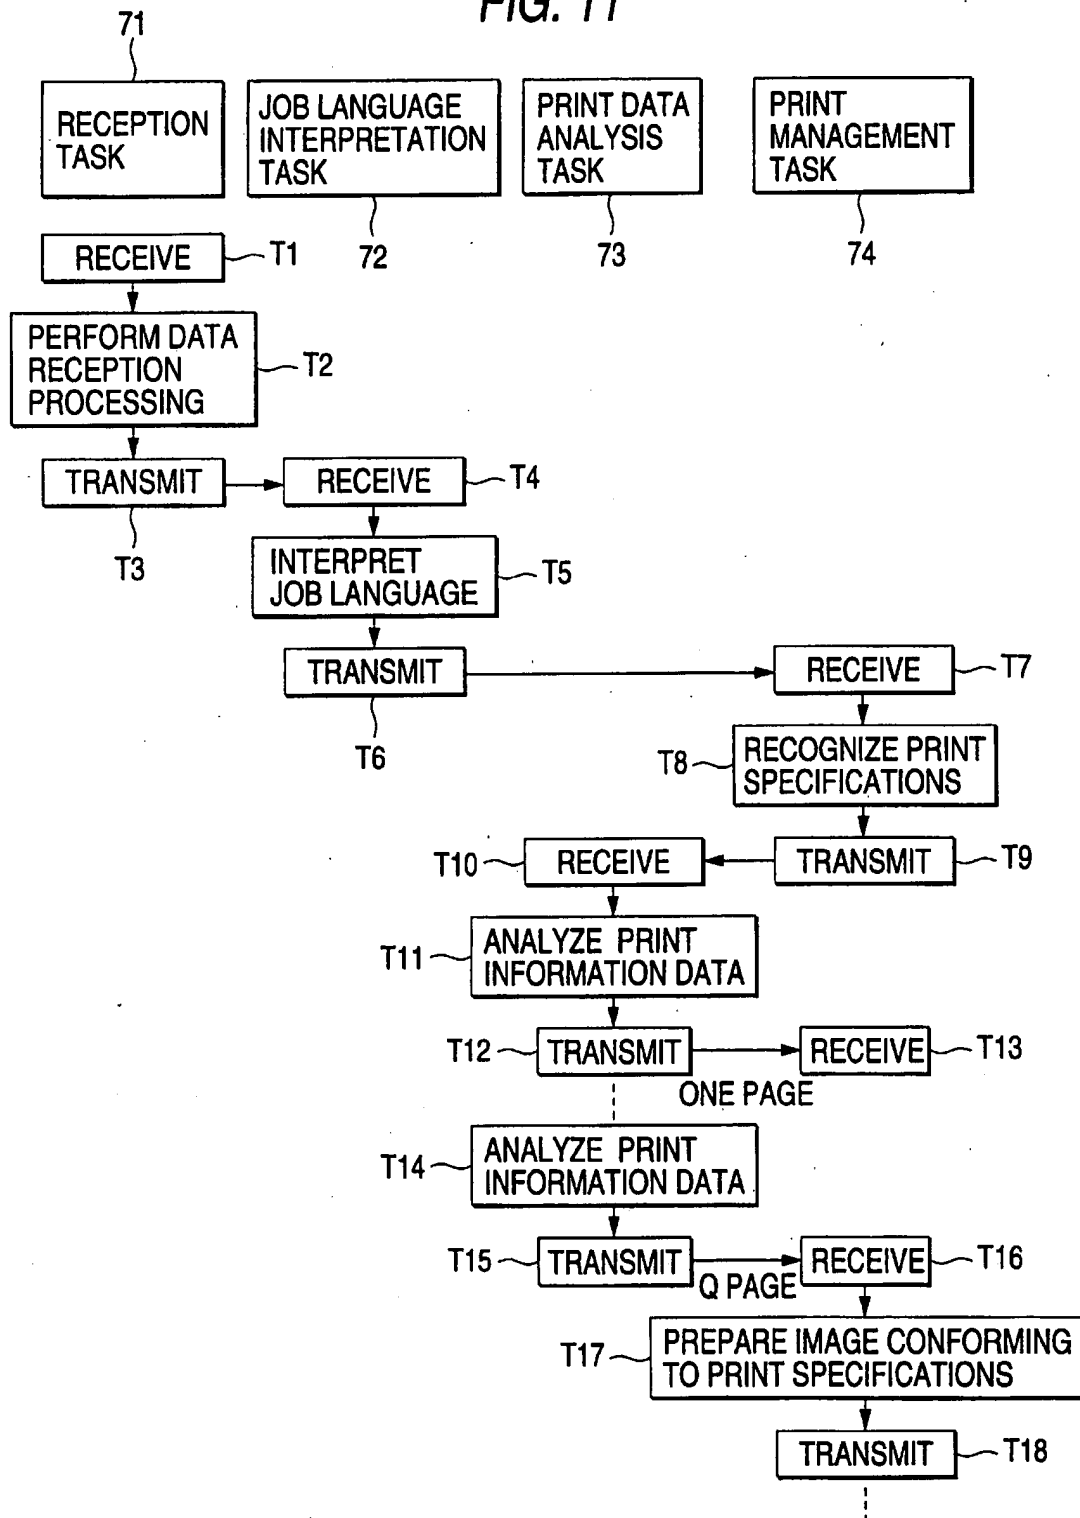 FIG. 11
71
RECEPTION
TASK
JOB LANGUAGE
INTERPRETATION
TASK
PRINT DATA
ANALYSIS
TASK
PRINT
MANAGEMENT
TASK
72
73
74
RECEIVE
T1
PERFORM DATA
RECEPTION
PROCESSING
T2
TRANSMIT
T3
RECEIVE
T4
INTERPRET
JOB LANGUAGE
T5
TRANSMIT
T6
RECEIVE
T7
T8
RECOGNIZE PRINT
SPECIFICATIONS
TRANSMIT
T9
T10
RECEIVE
T11
ANALYZE PRINT
INFORMATION DATA
T12
TRANSMIT
RECEIVE
T13
ONE PAGE
T14
ANALYZE PRINT
INFORMATION DATA
T15
TRANSMIT
RECEIVE
T16
Q PAGE
T17
PREPARE IMAGE CONFORMING
TO PRINT SPECIFICATIONS
TRANSMIT
T18